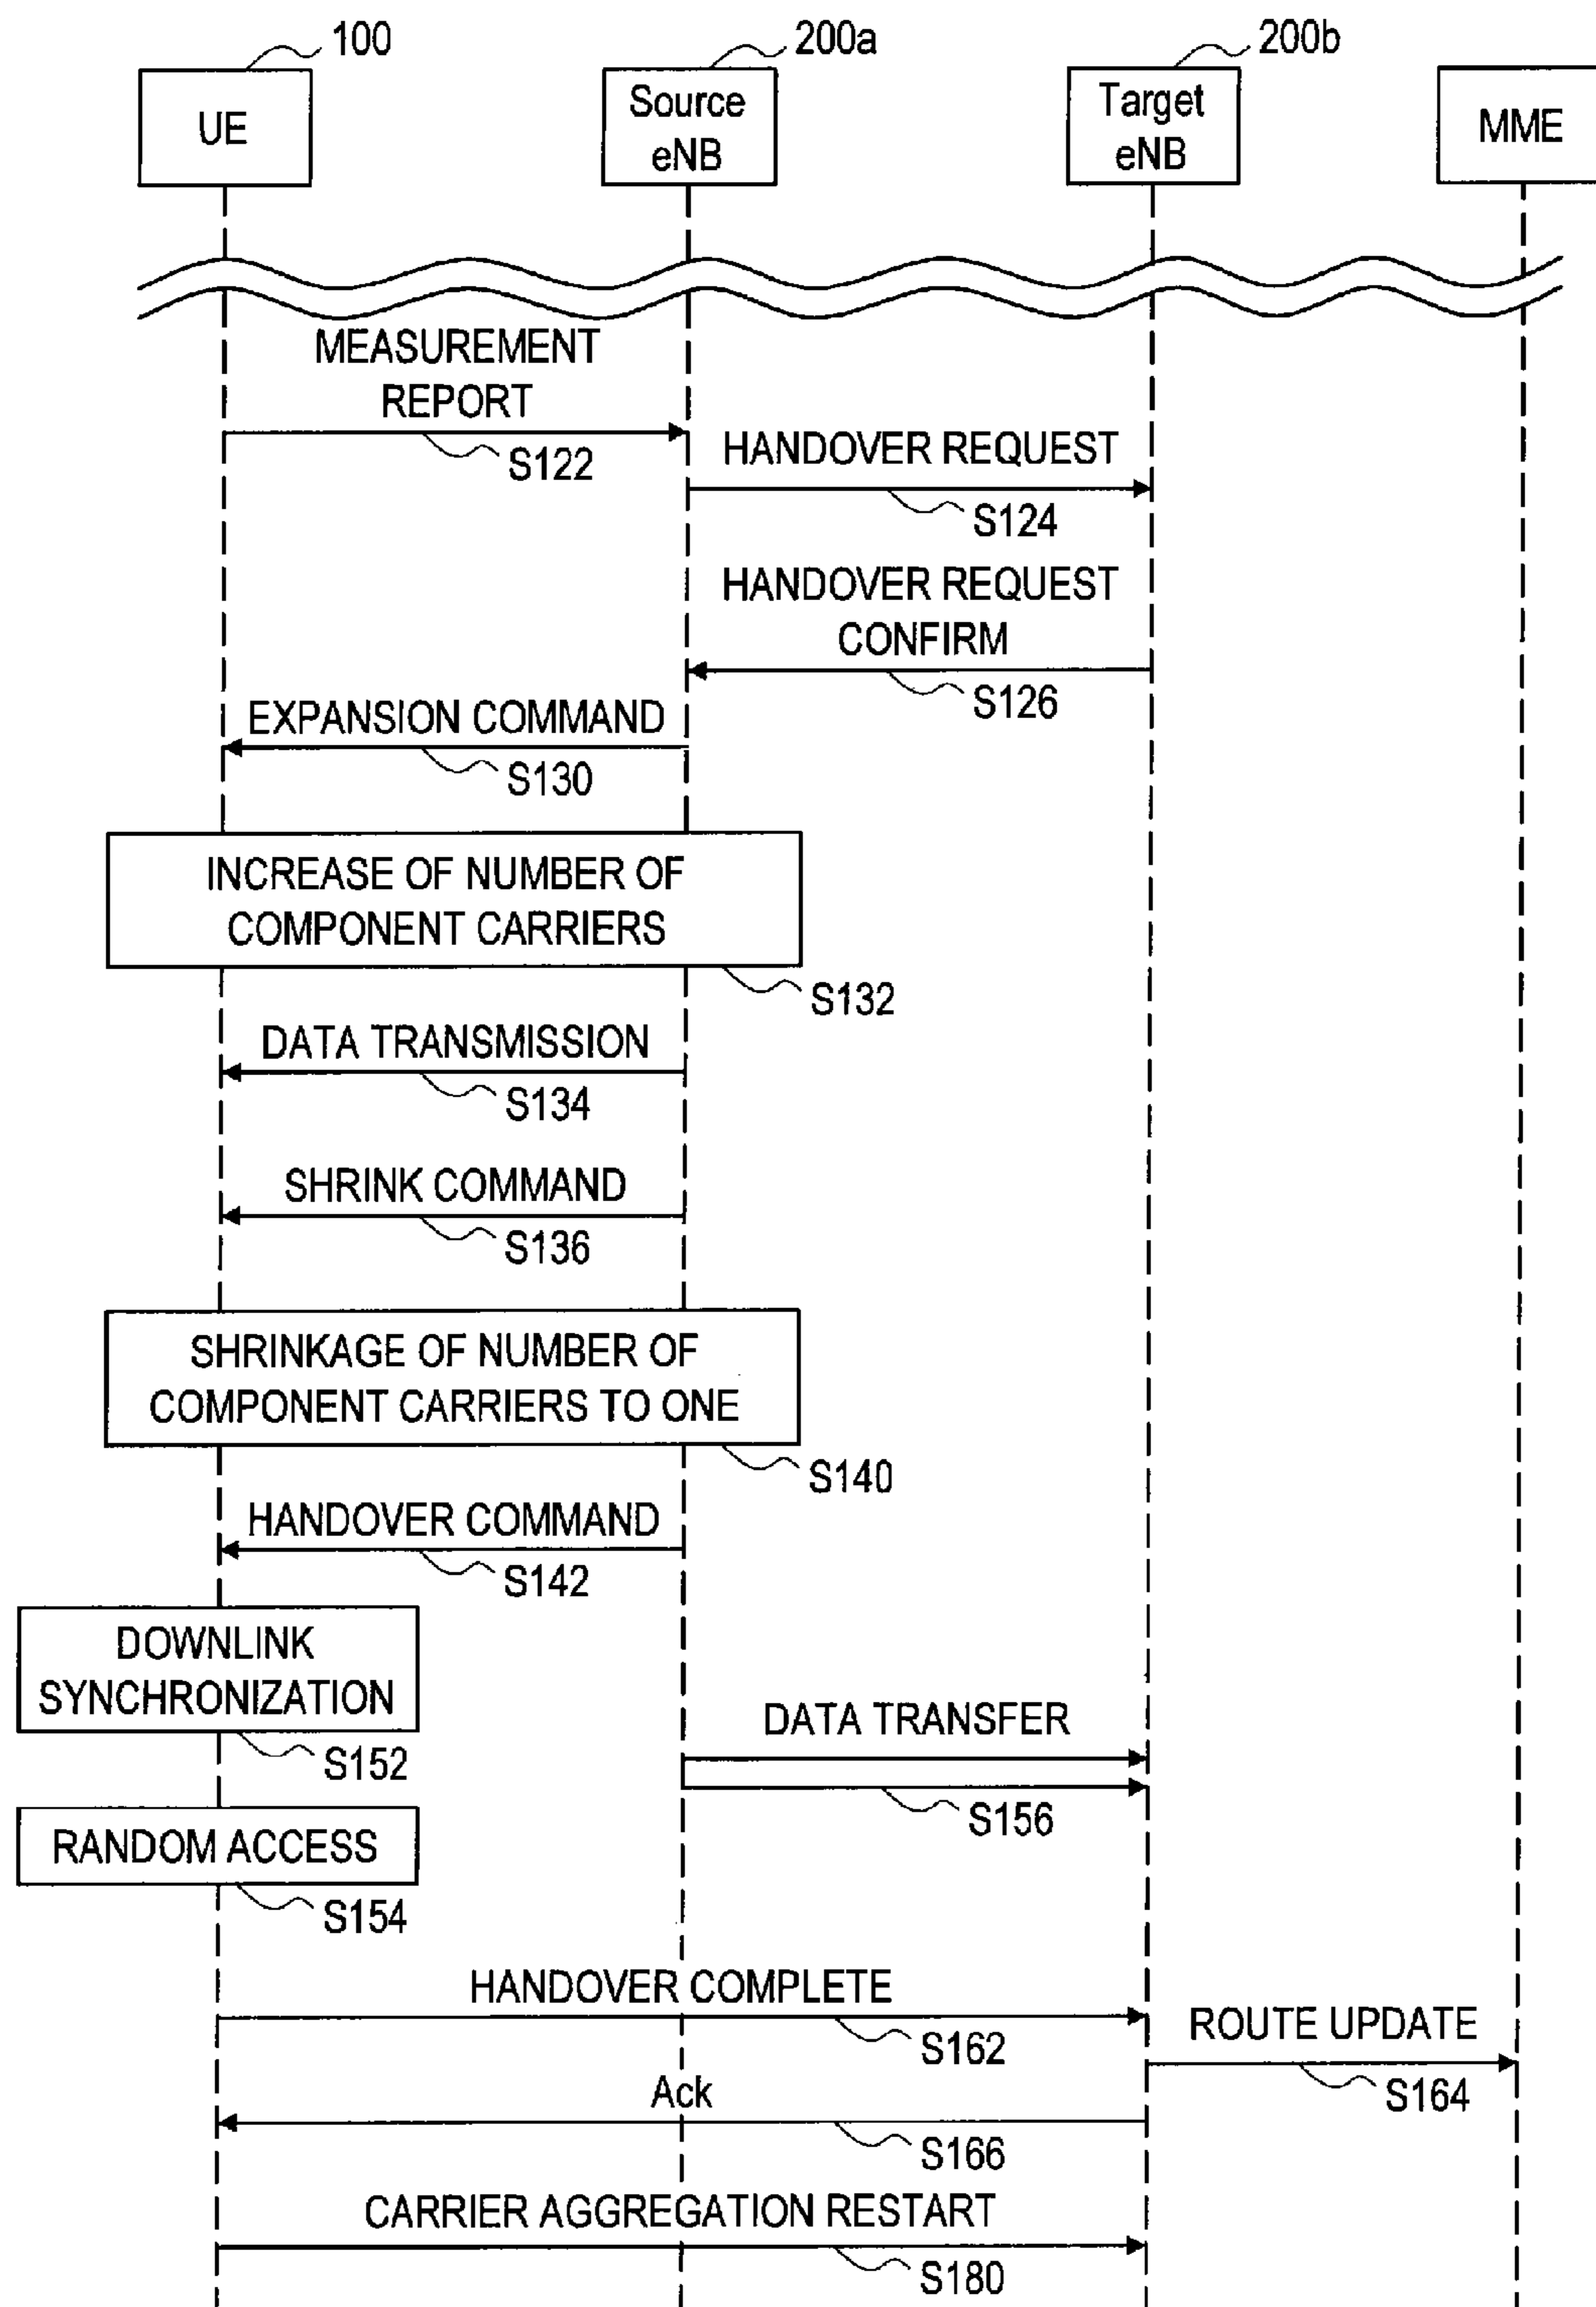 100
200a
200b
UE
Source
eNB
Target
eNB
MME
MEASUREMENT
REPORT
S122
HANDOVER REQUEST
S124
HANDOVER REQUEST
CONFIRM
S126
EXPANSION COMMAND
S130
INCREASE OF NUMBER OF
COMPONENT CARRIERS
S132
DATA TRANSMISSION
S134
SHRINK COMMAND
S136
SHRINKAGE OF NUMBER OF
COMPONENT CARRIERS TO ONE
S140
HANDOVER COMMAND
S142
DOWNLINK
SYNCHRONIZATION
S152
DATA TRANSFER
S156
RANDOM ACCESS
S154
HANDOVER COMPLETE
S162
ROUTE UPDATE
S164
Ack
S166
CARRIER AGGREGATION RESTART
S180